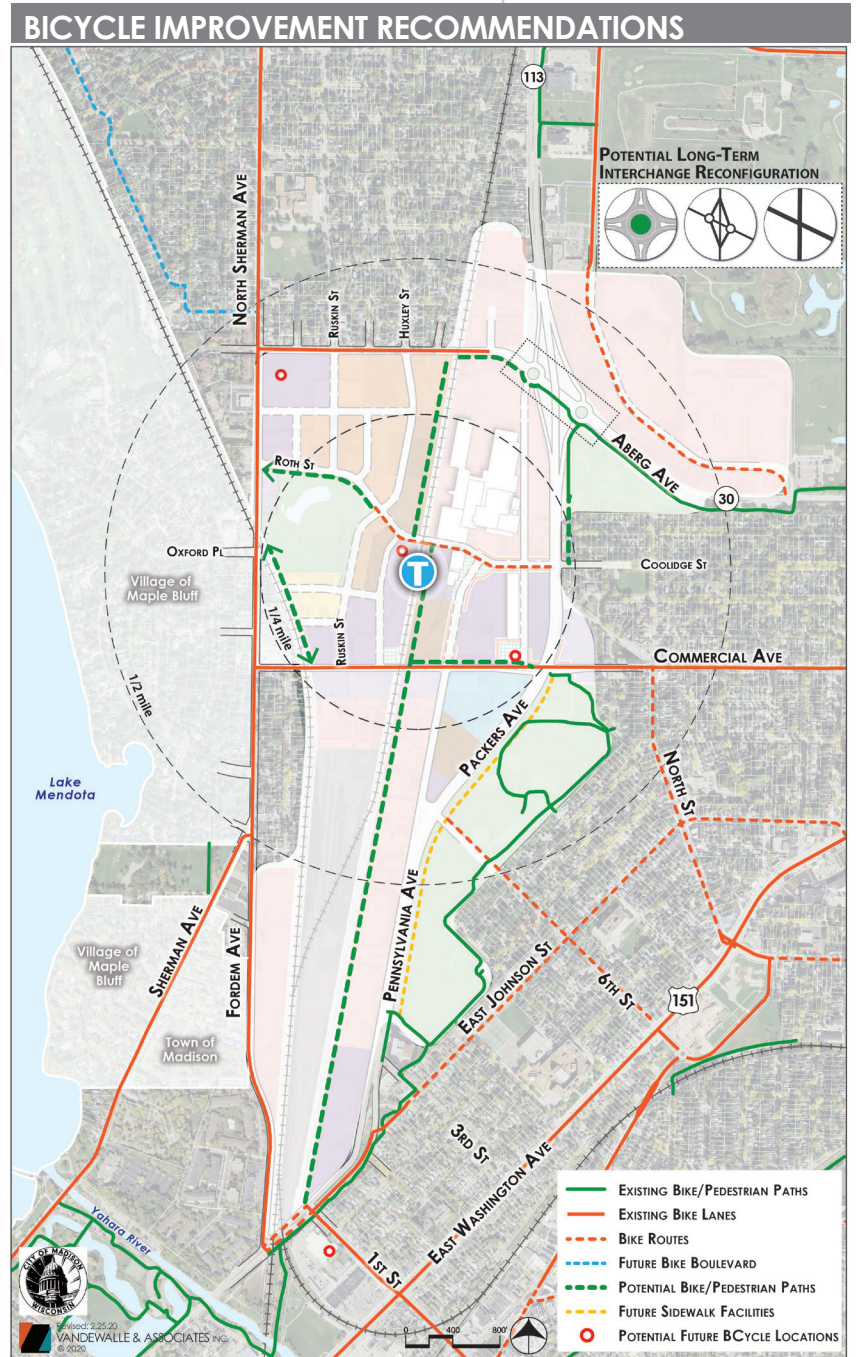 BICYCLE IMPROVEMENT RECOMMENDATIONS
113
POTENTIAL LONG-TERM
INTERCHANGE RECONFIGURATION
NORTH SHERMAN AVE
RUSKIN ST
HUXLEY ST
ROTH ST
ABERG AVE
30
OXFORD PL
COOLIDGE ST
T
Village of
Maple Bluff
1/4 mile
RUSKIN ST
COMMERCIAL AVE
1/2 mile
PACKERS AVE
NORTH ST
Lake
Mendota
PENNSYLVANIA AVE
SHERMAN AVE
FORDEM AVE
Village of
Maple
Bluff
EAST JOHNSON ST
6TH ST
151
Town of
Madison
3RD ST
EAST WASHINGTON AVE
1ST ST
Yahara River
EXISTING BIKE/PEDESTRIAN PATHS
EXISTING BIKE LANES
BIKE ROUTES
FUTURE BIKE BOULEVARD
POTENTIAL BIKE/PEDESTRIAN PATHS
FUTURE SIDEWALK FACILITIES
POTENTIAL FUTURE BCYCLE LOCATIONS
CITY OF MADISON
WISCONSIN
Revised: 2.25.20
VANDEWALLE & ASSOCIATES INC.
© 2020
0 400 800'